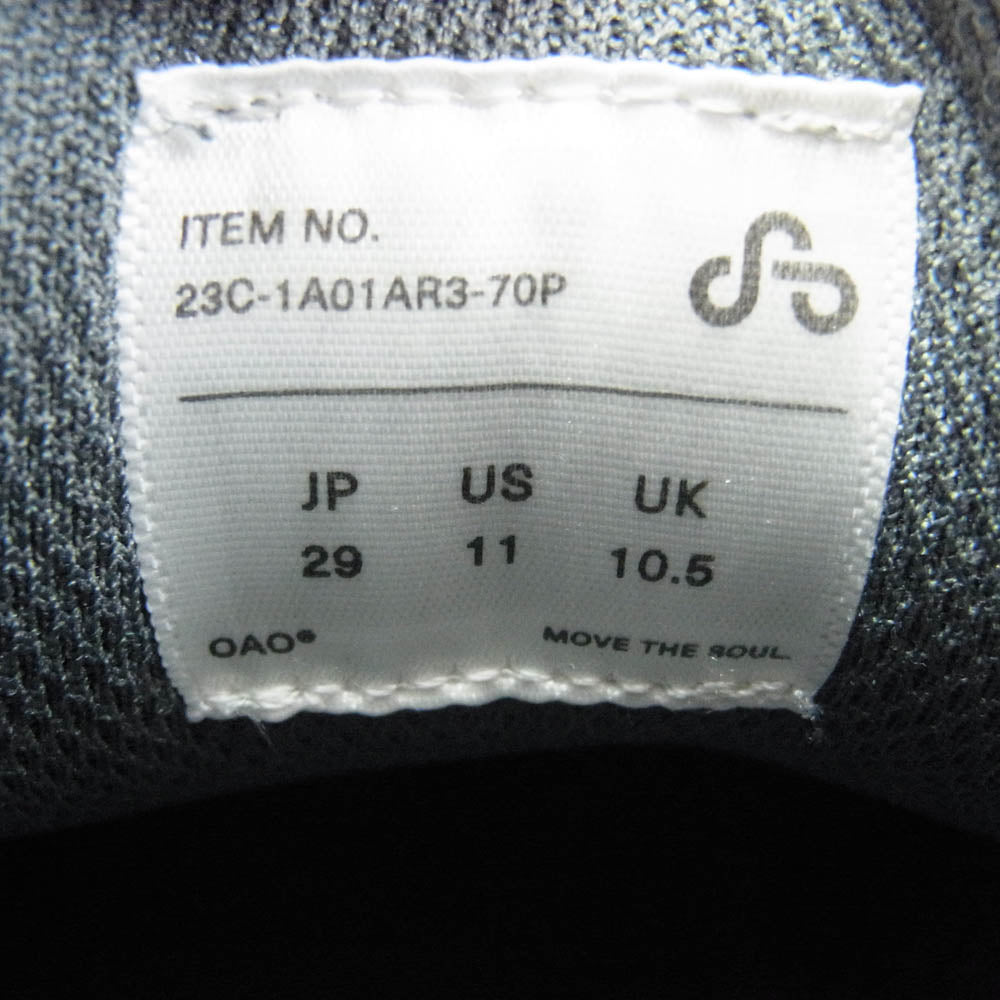 ITEM NO.
23C-1A01AR3-70P
JP US UK
29 11 10.5
OAO® MOVE THE SOUL.